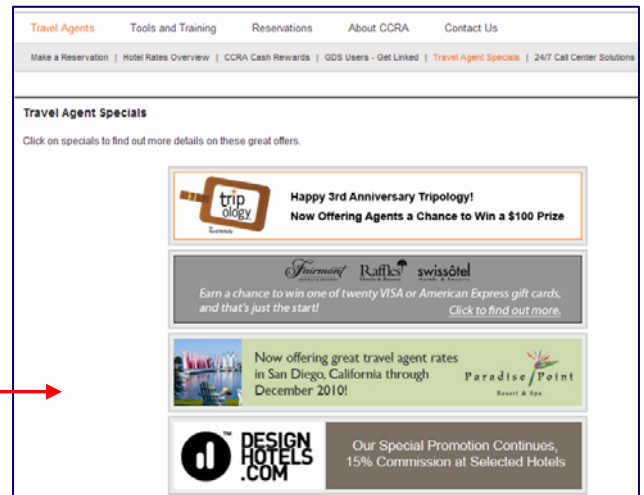 Travel Agents Tools and Training Reservations About CCRA Contact Us
Make a Reservation | Hotel Rates Overview | CCRA Cash Rewards | GDS Users - Get Linked | Travel Agent Specials | 24/7 Call Center Solutions
Travel Agent Specials
Click on specials to find out more details on these great offers.
trip
ology
Happy 3rd Anniversary Tripology!
Now Offering Agents a Chance to Win a $100 Prize
Fairmont Raffles swissôtel
Earn a chance to win one of twenty VISA or American Express gift cards,
and that's just the start! Click to find out more.
Now offering great travel agent rates
in San Diego, California through
December 2010!
Paradise Point
Resort & Spa
DESIGN
HOTELS
.COM
™
Our Special Promotion Continues,
15% Commission at Selected Hotels